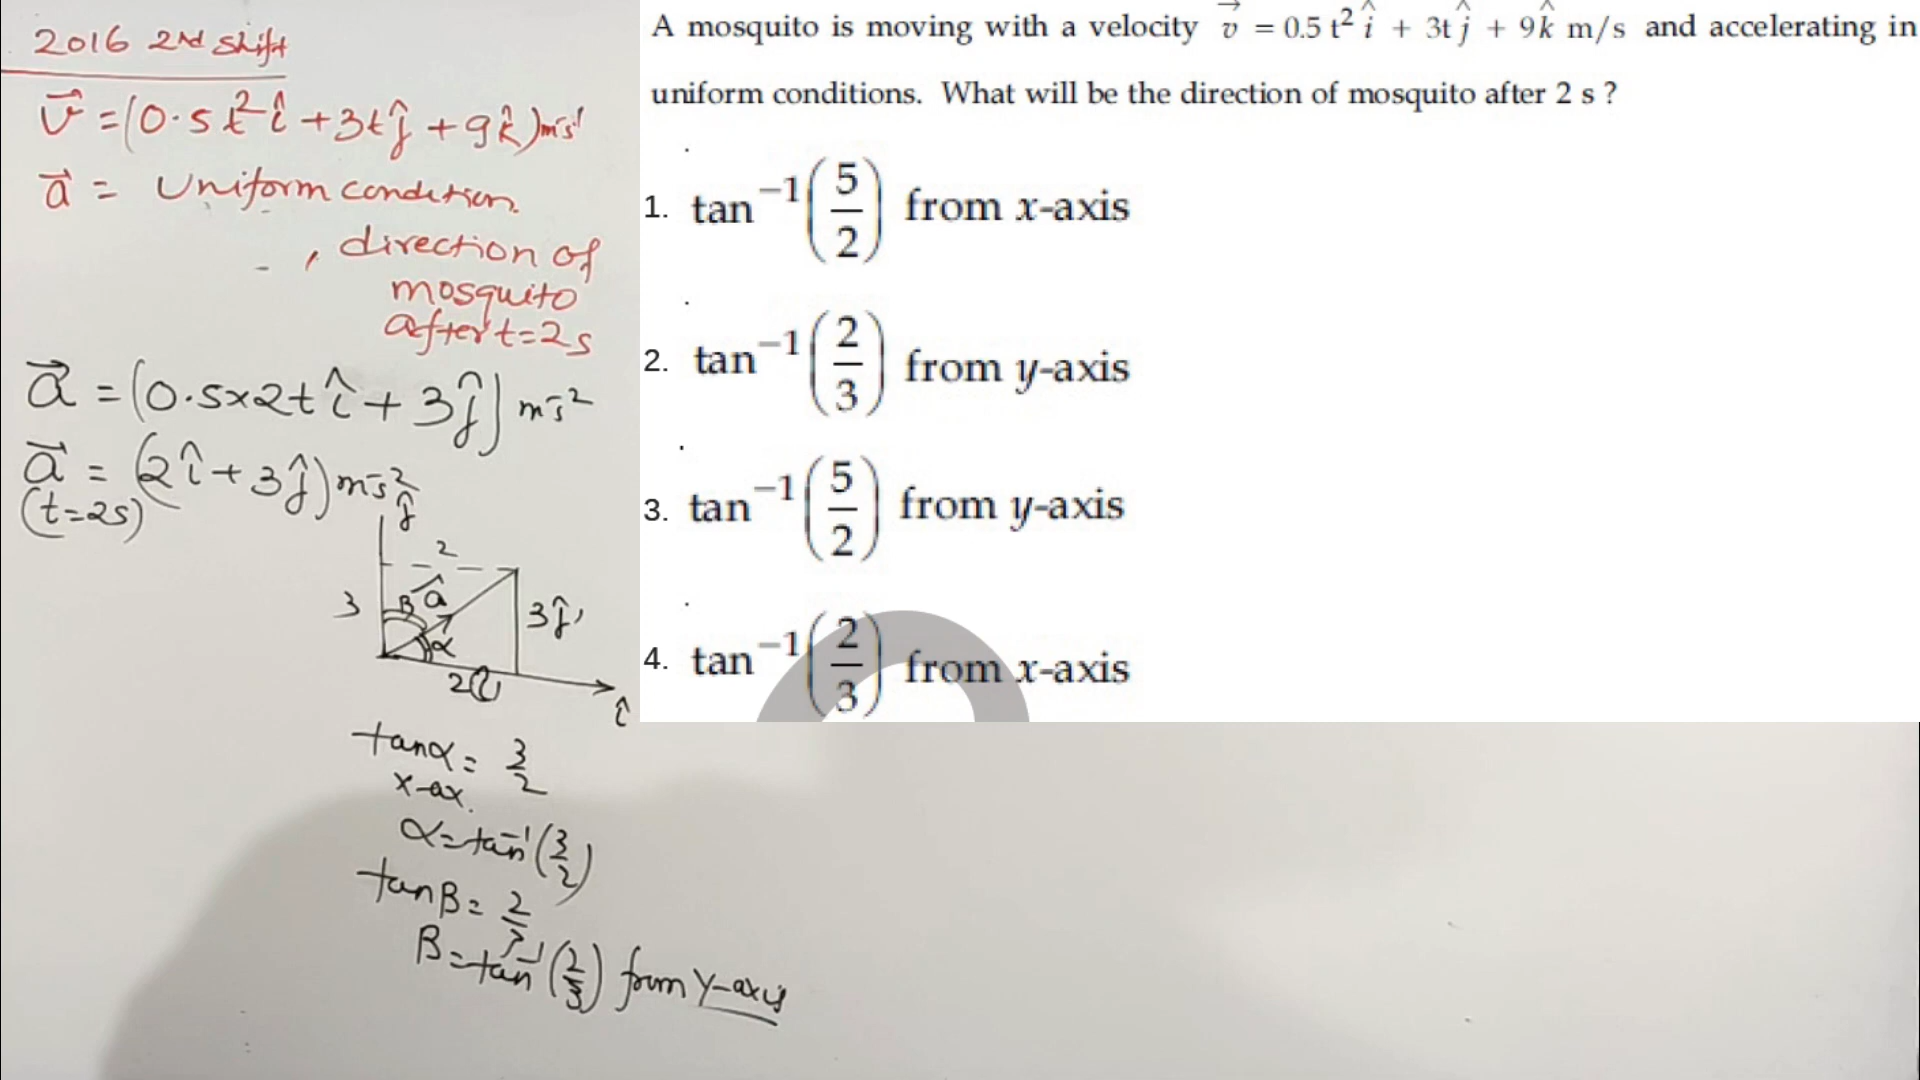 2016 2nd shift
v⃗ = (0.5 t² î + 3t ĵ + 9 k̂) ms⁻¹
a⃗ = Uniform condition.
, direction of
mosquito
after t=2s
a⃗ = (0.5×2t î + 3ĵ) ms⁻²
a⃗ = (2î + 3ĵ) ms⁻²
(t=2s)
ĵ
2
3
β
a⃗
α
3ĵ
2î
î
tanα = 3/2
x-ax.
α = tan⁻¹(3/2)
tanβ = 2/3
β = tan⁻¹(2/3) from y-axis
A mosquito is moving with a velocity v⃗ = 0.5 t² î + 3t ĵ + 9k̂ m/s and accelerating in
uniform conditions. What will be the direction of mosquito after 2 s ?
1. tan⁻¹(5/2) from x-axis
2. tan⁻¹(2/3) from y-axis
3. tan⁻¹(5/2) from y-axis
4. tan⁻¹(2/3) from x-axis